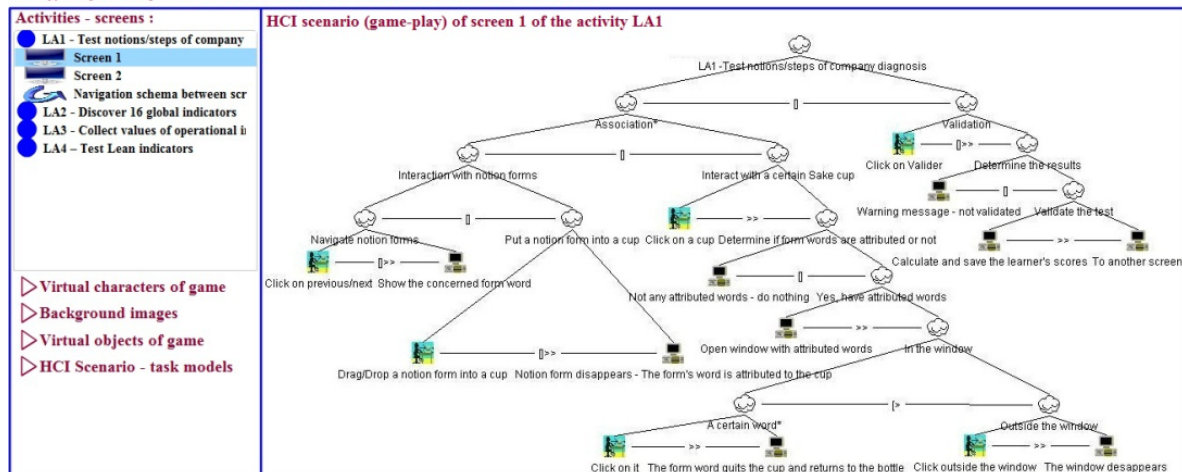 Activities - screens :
LA1 - Test notions/steps of company
Screen 1
Screen 2
Navigation schema between scr
LA2 - Discover 16 global indicators
LA3 - Collect values of operational i
LA4 – Test Lean indicators
Virtual characters of game
Background images
Virtual objects of game
HCI Scenario - task models
HCI scenario (game-play) of screen 1 of the activity LA1
LA1 -Test notions/steps of company diagnosis
[]
Association* Validation
[] []>>
Click on Valider Determine the results
Interaction with notion forms Interact with a certain Sake cup
[] >> []
Warning message - not validated Validate the test
Navigate notion forms Put a notion form into a cup Click on a cup Determine if form words are attributed or not
[]>> [] >>
Calculate and save the learner's scores To another screen
Click on previous/next Show the concerned form word
Not any attributed words - do nothing Yes, have attributed words
[]>> >>
Open window with attributed words In the window
Drag/Drop a notion form into a cup Notion form disappears - The form's word is attributed to the cup
[>
A certain word* Outside the window
>> >>
Click on it The form word quits the cup and returns to the bottle Click outside the window The window desappears